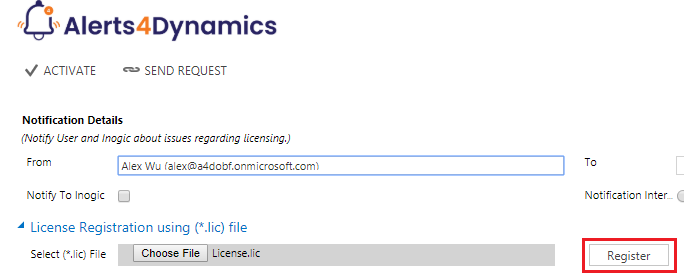 Alerts4Dynamics
ACTIVATE SEND REQUEST
Notification Details
(Notify User and Inogic about issues regarding licensing.)
From Alex Wu (alex@a4dobf.onmicrosoft.com) To
Notify To Inogic Notification Inter...
License Registration using (*.lic) file
Select (*.lic) File Choose File License.lic Register